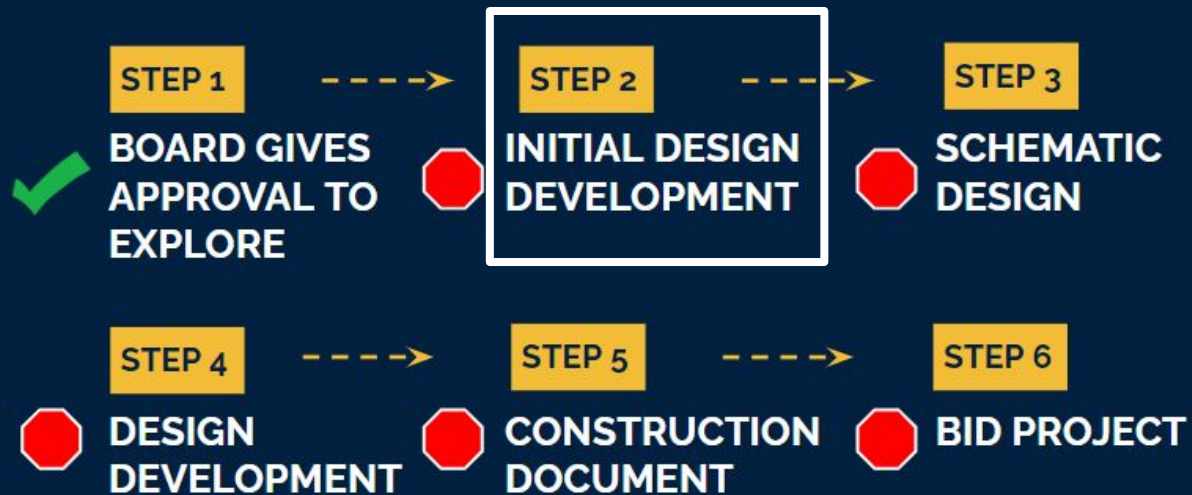 STEP 1
BOARD GIVES
APPROVAL TO
EXPLORE
STEP 2
INITIAL DESIGN
DEVELOPMENT
STEP 3
SCHEMATIC
DESIGN
STEP 4
DESIGN
DEVELOPMENT
STEP 5
CONSTRUCTION
DOCUMENT
STEP 6
BID PROJECT